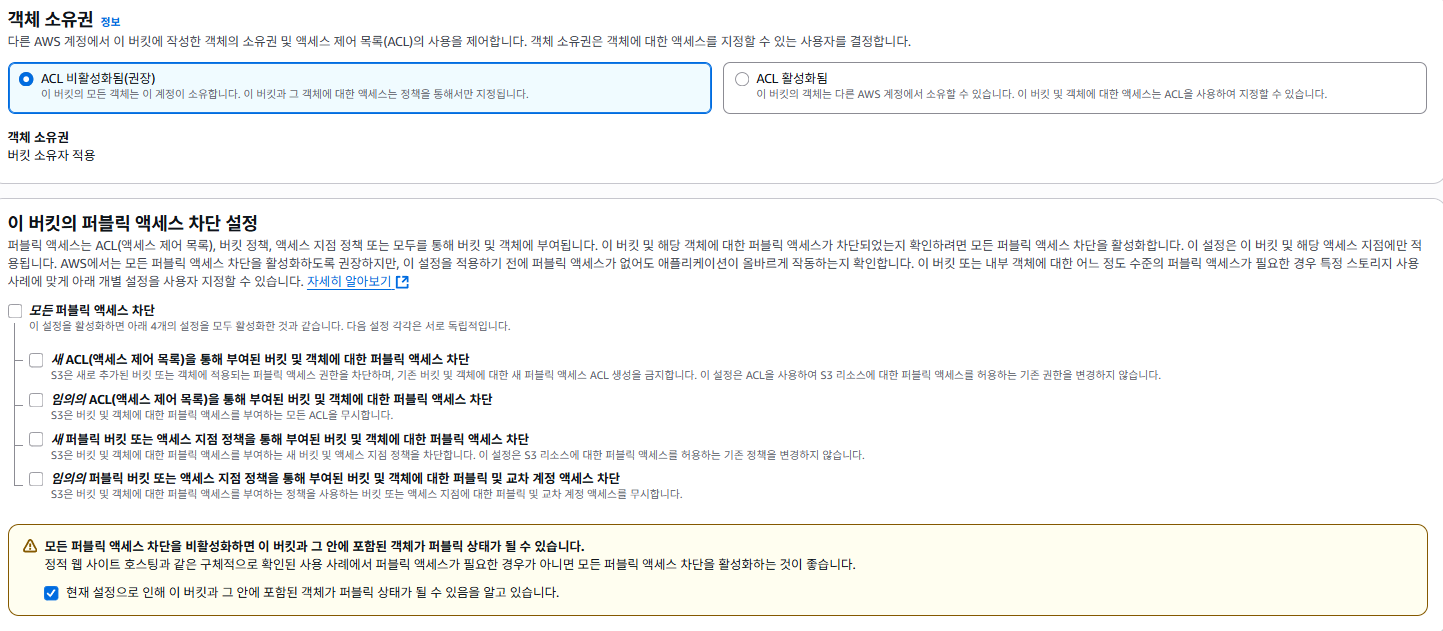 객체 소유권 정보
다른 AWS 계정에서 이 버킷에 작성한 객체의 소유권 및 액세스 제어 목록(ACL)의 사용을 제어합니다. 객체 소유권은 객체에 대한 액세스를 지정할 수 있는 사용자를 결정합니다.
ACL 비활성화됨(권장)
이 버킷의 모든 객체는 이 계정이 소유합니다. 이 버킷과 그 객체에 대한 액세스는 정책을 통해서만 지정됩니다.
ACL 활성화됨
이 버킷의 객체는 다른 AWS 계정에서 소유할 수 있습니다. 이 버킷 및 객체에 대한 액세스는 ACL을 사용하여 지정할 수 있습니다.
객체 소유권
버킷 소유자 적용
이 버킷의 퍼블릭 액세스 차단 설정
퍼블릭 액세스는 ACL(액세스 제어 목록), 버킷 정책, 액세스 지점 정책 또는 모두를 통해 버킷 및 객체에 부여됩니다. 이 버킷 및 해당 객체에 대한 퍼블릭 액세스가 차단되었는지 확인하려면 모든 퍼블릭 액세스 차단을 활성화합니다. 이 설정은 이 버킷 및 해당 액세스 지점에만 적
용됩니다. AWS에서는 모든 퍼블릭 액세스 차단을 활성화하도록 권장하지만, 이 설정을 적용하기 전에 퍼블릭 액세스가 없어도 애플리케이션이 올바르게 작동하는지 확인합니다. 이 버킷 또는 내부 객체에 대한 어느 정도 수준의 퍼블릭 액세스가 필요한 경우 특정 스토리지 사용
사례에 맞게 아래 개별 설정을 사용자 지정할 수 있습니다. 자세히 알아보기
모든 퍼블릭 액세스 차단
이 설정을 활성화하면 아래 4개의 설정을 모두 활성화한 것과 같습니다. 다음 설정 각각은 서로 독립적입니다.
새 ACL(액세스 제어 목록)을 통해 부여된 버킷 및 객체에 대한 퍼블릭 액세스 차단
S3은 새로 추가된 버킷 또는 객체에 적용되는 퍼블릭 액세스 권한을 차단하며, 기존 버킷 및 객체에 대한 새 퍼블릭 액세스 ACL 생성을 금지합니다. 이 설정은 ACL을 사용하여 S3 리소스에 대한 퍼블릭 액세스를 허용하는 기존 권한을 변경하지 않습니다.
임의의 ACL(액세스 제어 목록)을 통해 부여된 버킷 및 객체에 대한 퍼블릭 액세스 차단
S3은 버킷 및 객체에 대한 퍼블릭 액세스를 부여하는 모든 ACL을 무시합니다.
새 퍼블릭 버킷 또는 액세스 지점 정책을 통해 부여된 버킷 및 객체에 대한 퍼블릭 액세스 차단
S3은 버킷 및 객체에 대한 퍼블릭 액세스를 부여하는 새 버킷 및 액세스 지점 정책을 차단합니다. 이 설정은 S3 리소스에 대한 퍼블릭 액세스를 허용하는 기존 정책을 변경하지 않습니다.
임의의 퍼블릭 버킷 또는 액세스 지점 정책을 통해 부여된 버킷 및 객체에 대한 퍼블릭 및 교차 계정 액세스 차단
S3은 버킷 및 객체에 대한 퍼블릭 액세스를 부여하는 정책을 사용하는 버킷 또는 액세스 지점에 대한 퍼블릭 및 교차 계정 액세스를 무시합니다.
모든 퍼블릭 액세스 차단을 비활성화하면 이 버킷과 그 안에 포함된 객체가 퍼블릭 상태가 될 수 있습니다.
정적 웹 사이트 호스팅과 같은 구체적으로 확인된 사용 사례에서 퍼블릭 액세스가 필요한 경우가 아니면 모든 퍼블릭 액세스 차단을 활성화하는 것이 좋습니다.
현재 설정으로 인해 이 버킷과 그 안에 포함된 객체가 퍼블릭 상태가 될 수 있음을 알고 있습니다.